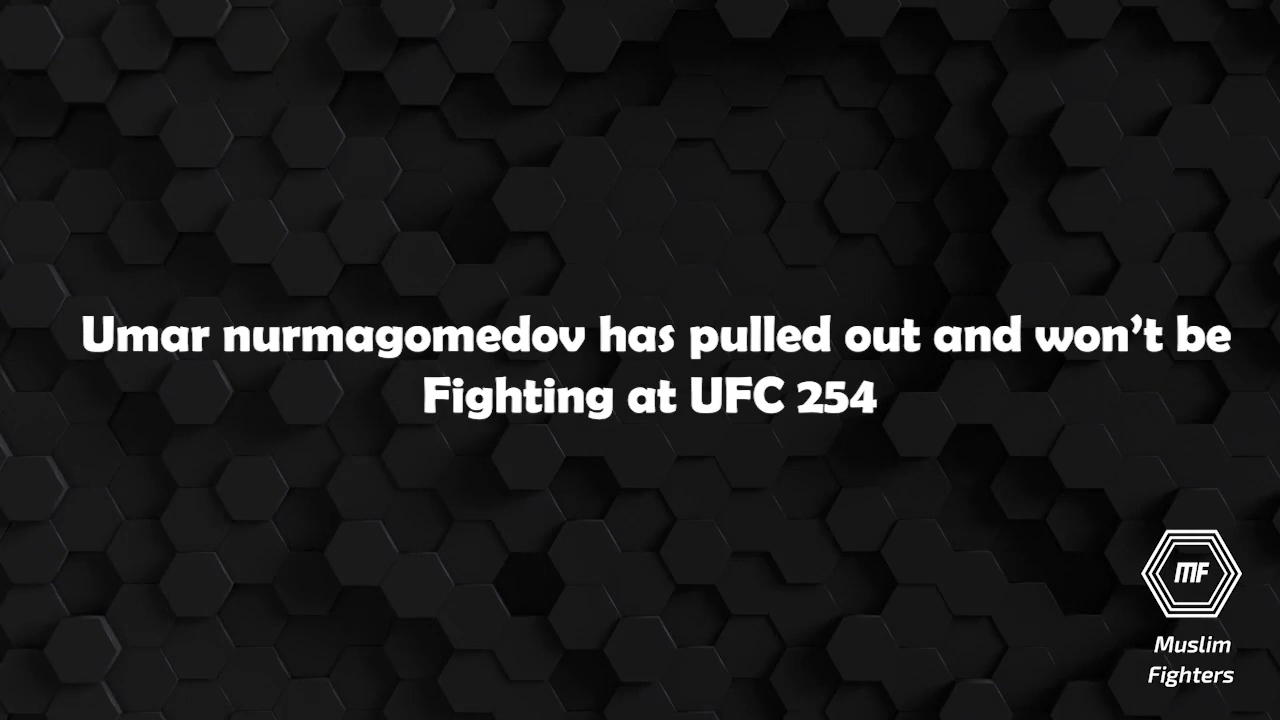 Umar nurmagomedov has pulled out and won’t be
Fighting at UFC 254
MF
Muslim
Fighters